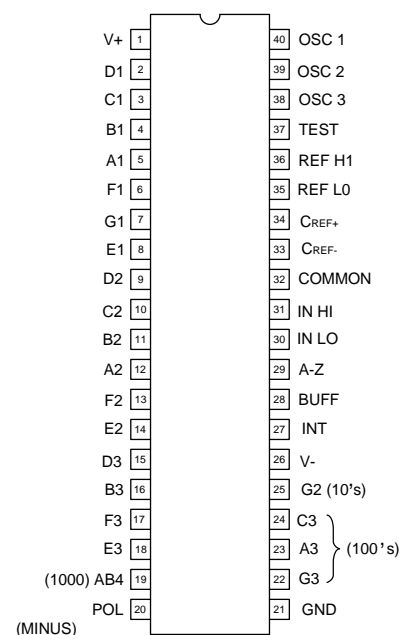 V+ 1 40 OSC 1
D1 2 39 OSC 2
C1 3 38 OSC 3
B1 4 37 TEST
A1 5 36 REF H1
F1 6 35 REF L0
G1 7 34 CREF+
E1 8 33 CREF-
D2 9 32 COMMON
C2 10 31 IN HI
B2 11 30 IN LO
A2 12 29 A-Z
F2 13 28 BUFF
E2 14 27 INT
D3 15 26 V-
B3 16 25 G2 (10's)
F3 17 24 C3
E3 18 23 A3 (100's)
(1000) AB4 19 22 G3
POL 20 21 GND
(MINUS)